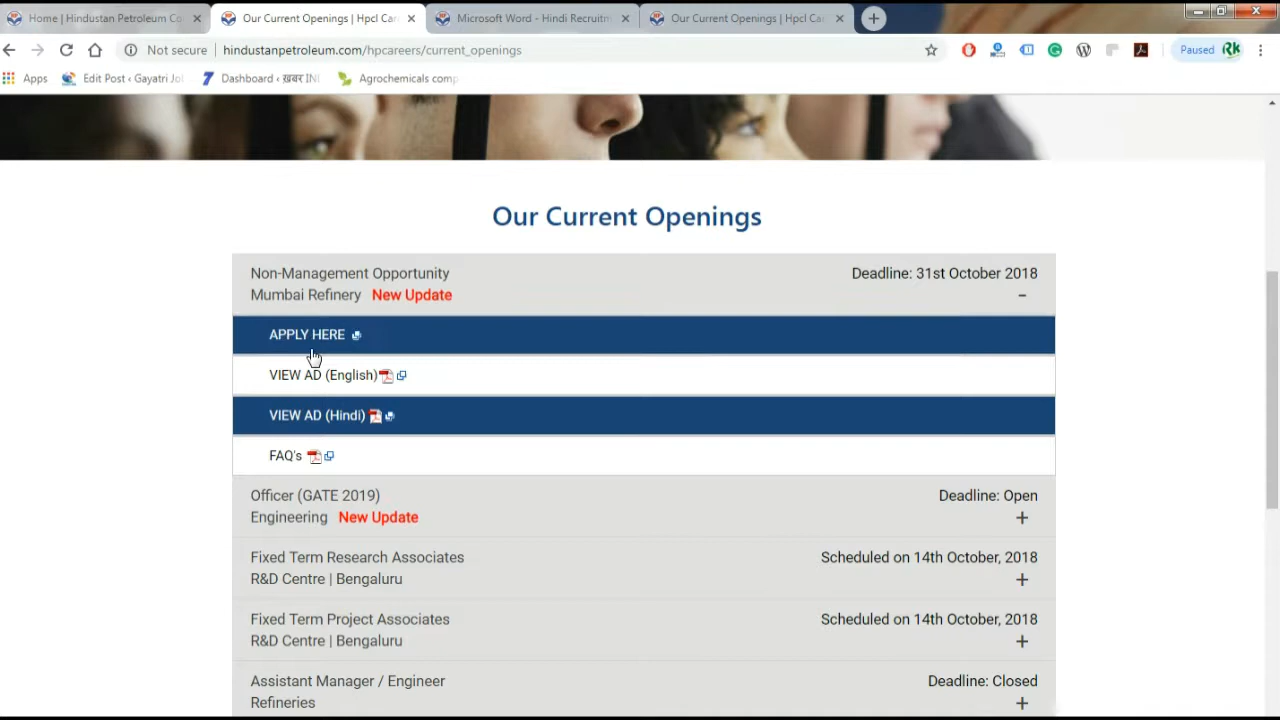 Home | Hindustan Petroleum Co
Our Current Openings | Hpcl Car
Microsoft Word - Hindi Recruitm
Our Current Openings | Hpcl Car
Not secure hindustanpetroleum.com/hpcareers/current_openings
Paused RK
Apps Edit Post ‹ Gayatri Jo Dashboard ‹ ख़बर INI Agrochemicals comp
Our Current Openings
Non-Management Opportunity Deadline: 31st October 2018
Mumbai Refinery New Update −
APPLY HERE
VIEW AD (English)
VIEW AD (Hindi)
FAQ's
Officer (GATE 2019) Deadline: Open
Engineering New Update +
Fixed Term Research Associates Scheduled on 14th October, 2018
R&D Centre | Bengaluru +
Fixed Term Project Associates Scheduled on 14th October, 2018
R&D Centre | Bengaluru +
Assistant Manager / Engineer Deadline: Closed
Refineries +